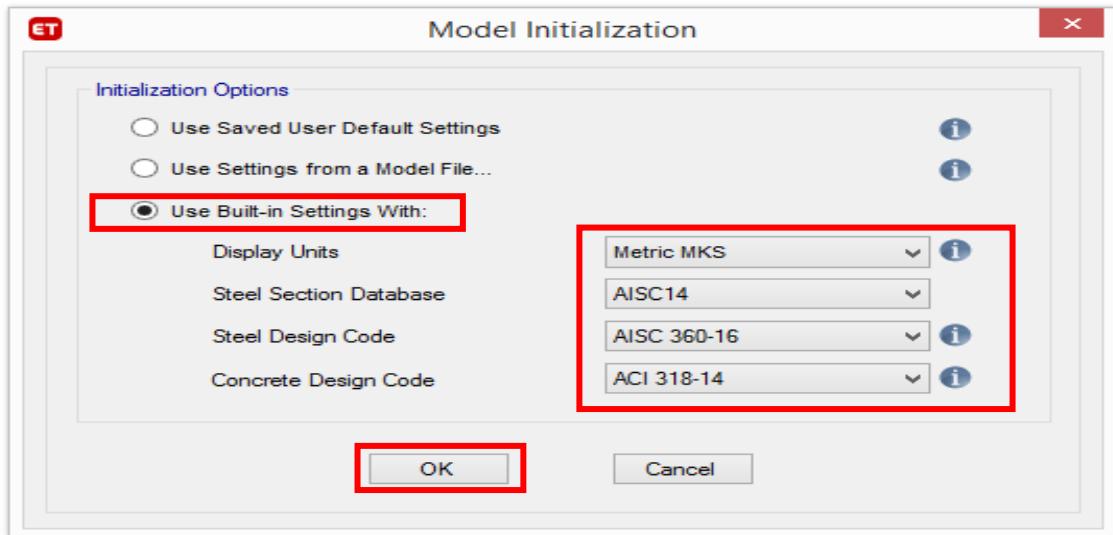 ET Model Initialization
Initialization Options
Use Saved User Default Settings
Use Settings from a Model File...
Use Built-in Settings With:
Display Units Metric MKS
Steel Section Database AISC14
Steel Design Code AISC 360-16
Concrete Design Code ACI 318-14
OK Cancel